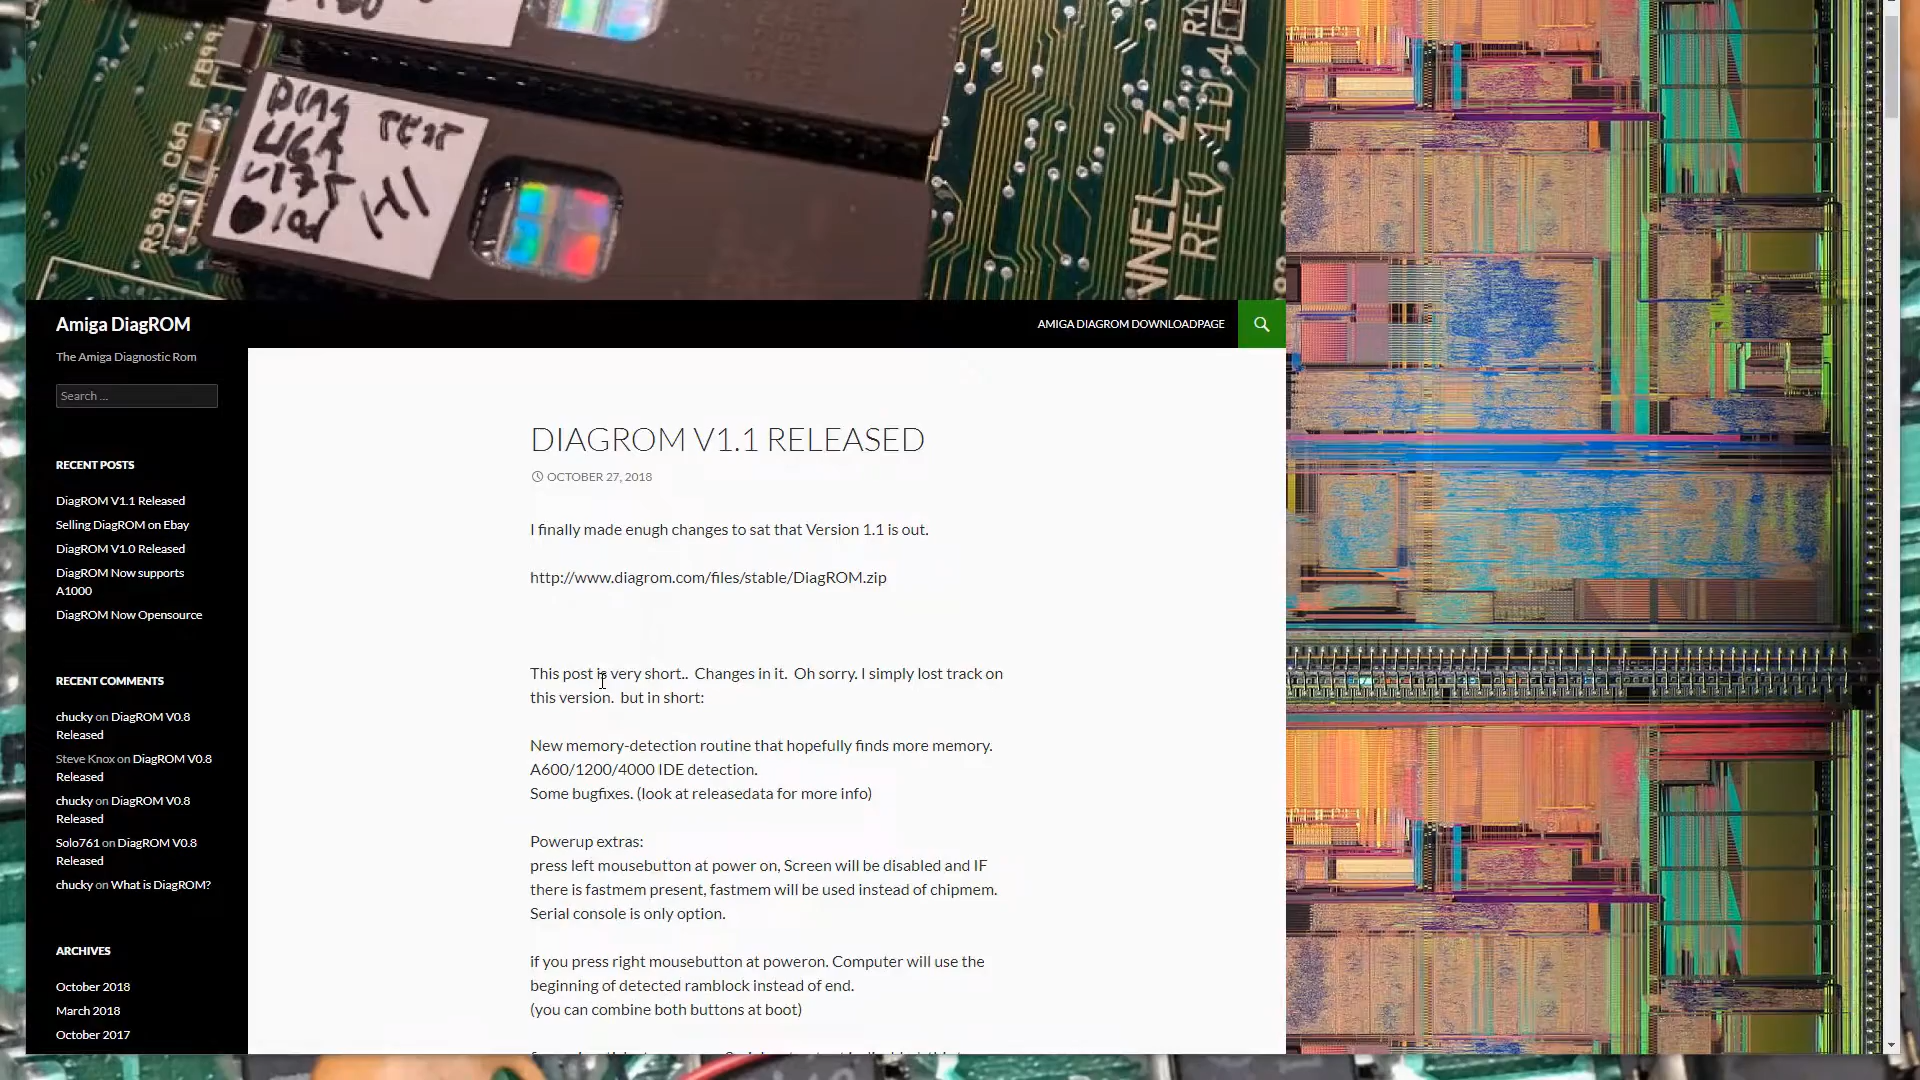 FB99
R1
DIAG
TEST
C6A
R598
NNEL Z
REV 1D 4
Amiga DiagROM
AMIGA DIAGROM DOWNLOADPAGE
The Amiga Diagnostic Rom
Search ...
RECENT POSTS
DiagROM V1.1 Released
Selling DiagROM on Ebay
DiagROM V1.0 Released
DiagROM Now supports
A1000
DiagROM Now Opensource
RECENT COMMENTS
chucky on DiagROM V0.8
Released
Steve Knox on DiagROM V0.8
Released
chucky on DiagROM V0.8
Released
Solo761 on DiagROM V0.8
Released
chucky on What is DiagROM?
ARCHIVES
October 2018
March 2018
October 2017
DIAGROM V1.1 RELEASED
OCTOBER 27, 2018
I finally made enugh changes to sat that Version 1.1 is out.
http://www.diagrom.com/files/stable/DiagROM.zip
This post is very short.. Changes in it. Oh sorry. I simply lost track on
this version. but in short:
New memory-detection routine that hopefully finds more memory.
A600/1200/4000 IDE detection.
Some bugfixes. (look at releasedata for more info)
Powerup extras:
press left mousebutton at power on, Screen will be disabled and IF
there is fastmem present, fastmem will be used instead of chipmem.
Serial console is only option.
if you press right mousebutton at poweron. Computer will use the
beginning of detected ramblock instead of end.
(you can combine both buttons at boot)